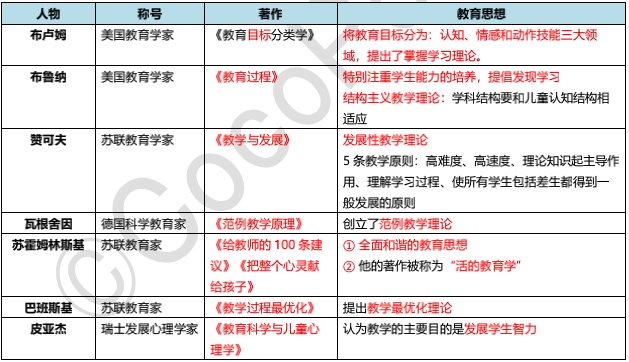 人物 称号 著作 教育思想
布卢姆 美国教育学家 《教育目标分类学》 将教育目标分为：认知、情感和动作技能三大领
域，提出了掌握学习理论。
布鲁纳 美国教育学家 《教育过程》 特别注重学生能力的培养，提倡发现学习
结构主义教学理论：学科结构要和儿童认知结构相
适应
赞可夫 苏联教育学家 《教学与发展》 发展性教学理论
5 条教学原则：高难度、高速度、理论知识起主导作
用、理解学习过程、使所有学生包括差生都得到一
般发展的原则
瓦根舍因 德国科学教育家 《范例教学原理》 创立了范例教学理论
苏霍姆林斯基 苏联教育家 《给教师的 100 条建 ① 全面和谐的教育思想
议》《把整个心灵献 ② 他的著作被称为“活的教育学”
给孩子》
巴班斯基 苏联教育家 《教学过程最优化》 提出教学最优化理论
皮亚杰 瑞士发展心理学家 《教育科学与儿童心 认为教学的主要目的是发展学生智力
理学》